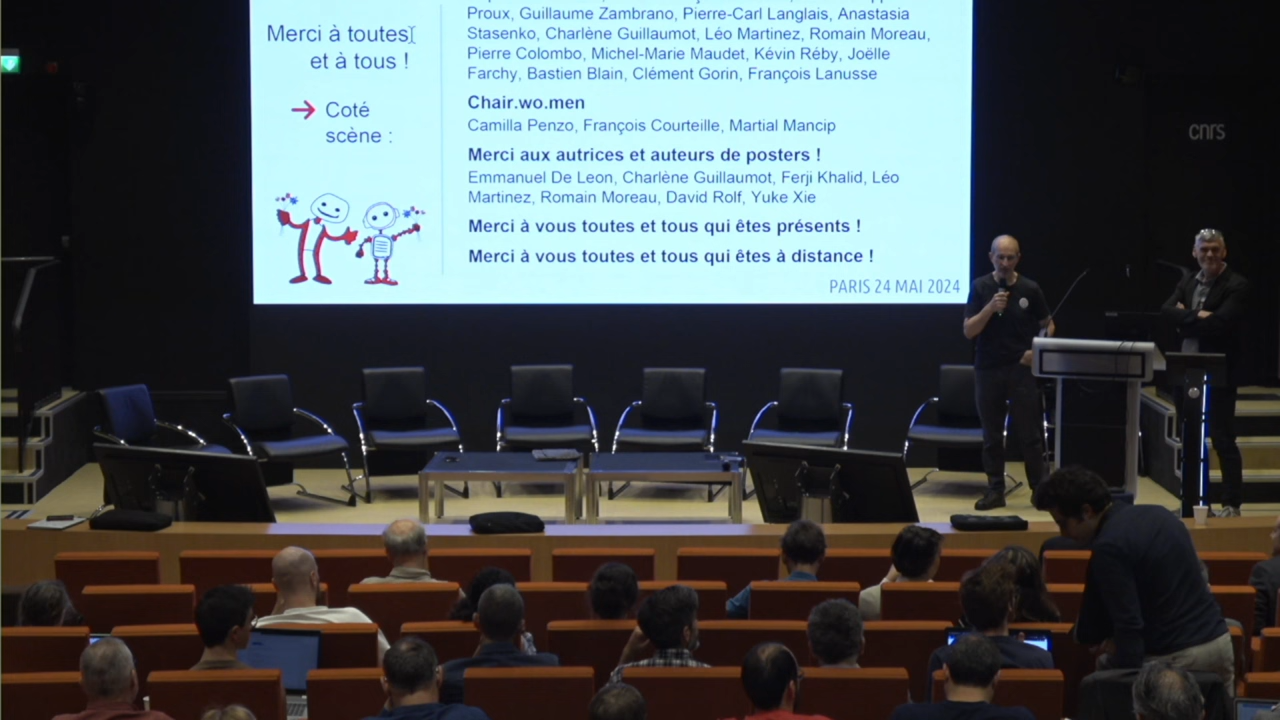 Merci à toutes
et à tous !
→ Coté
scène :
Proux, Guillaume Zambrano, Pierre-Carl Langlais, Anastasia
Stasenko, Charlène Guillaumot, Léo Martinez, Romain Moreau,
Pierre Colombo, Michel-Marie Maudet, Kévin Réby, Joëlle
Farchy, Bastien Blain, Clément Gorin, François Lanusse
Chair.wo.men
Camilla Penzo, François Courteille, Martial Mancip
Merci aux autrices et auteurs de posters !
Emmanuel De Leon, Charlène Guillaumot, Ferji Khalid, Léo
Martinez, Romain Moreau, David Rolf, Yuke Xie
Merci à vous toutes et tous qui êtes présents !
Merci à vous toutes et tous qui êtes à distance !
PARIS 24 MAI 2024
cnrs